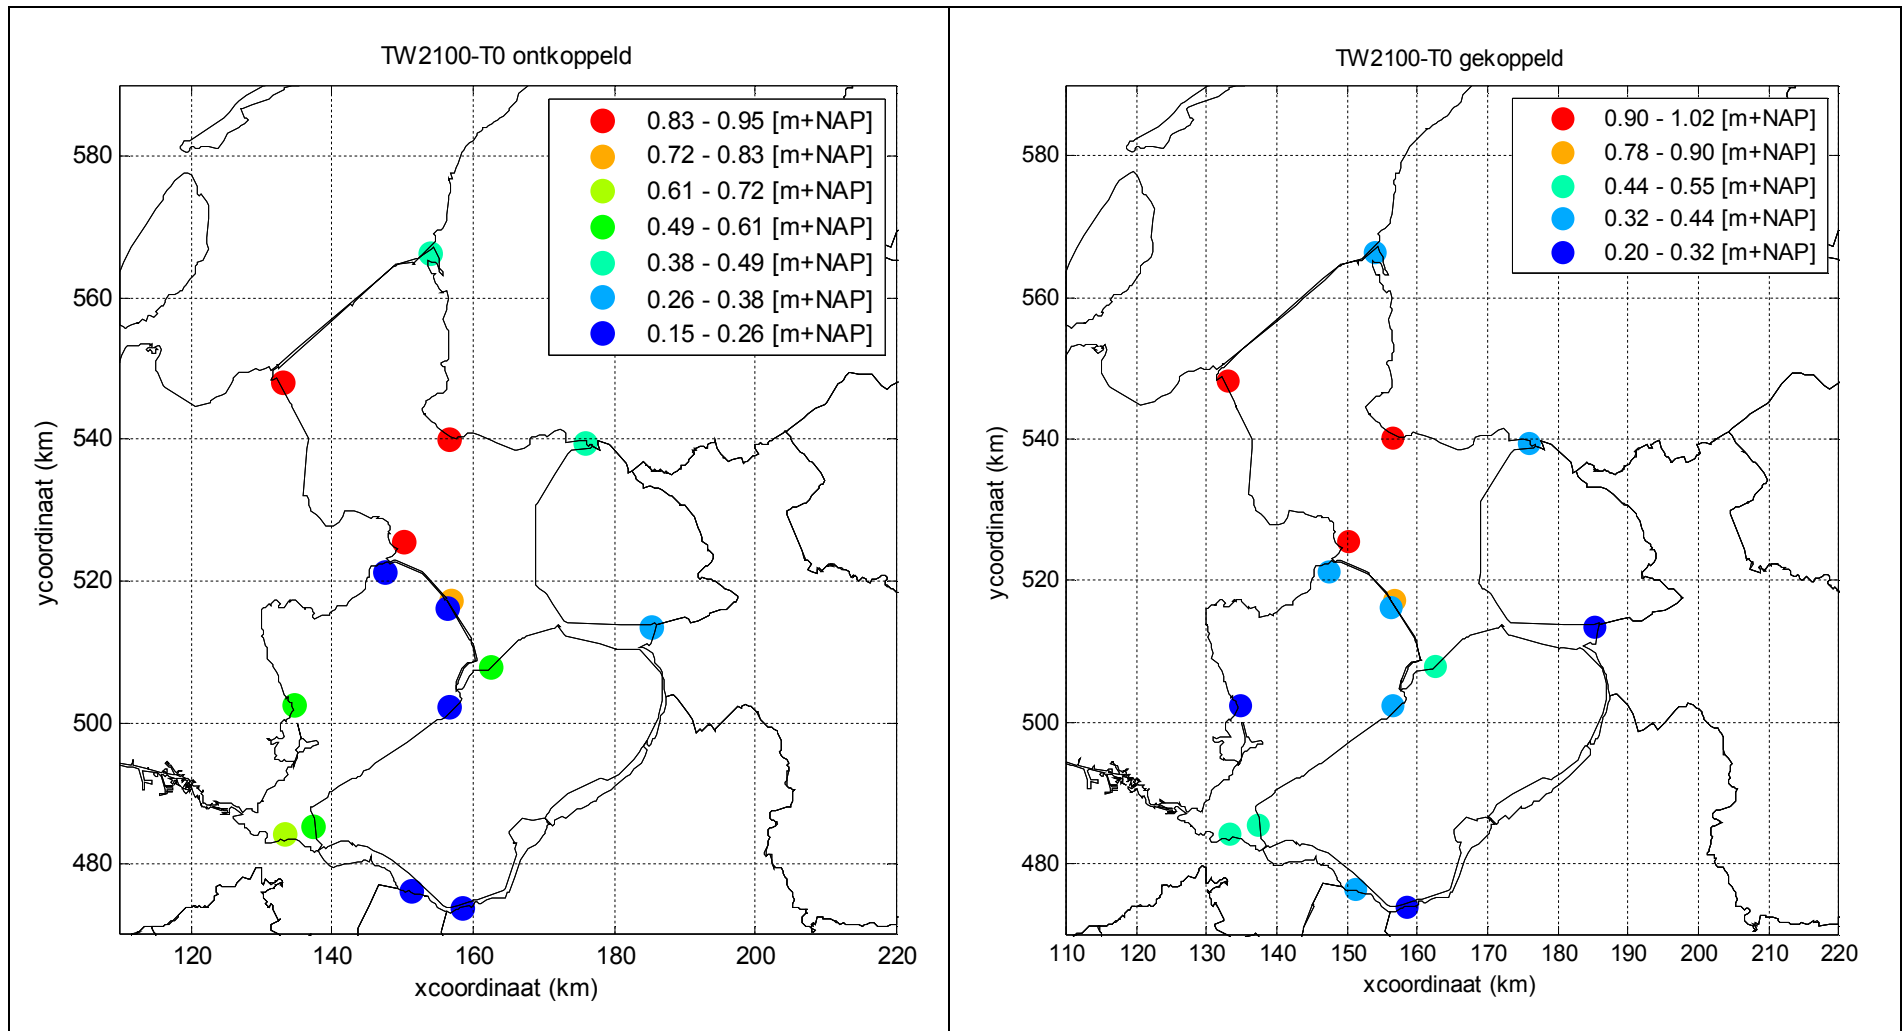 TW2100-T0 ontkoppeld
0.83 - 0.95 [m+NAP]
0.72 - 0.83 [m+NAP]
0.61 - 0.72 [m+NAP]
0.49 - 0.61 [m+NAP]
0.38 - 0.49 [m+NAP]
0.26 - 0.38 [m+NAP]
0.15 - 0.26 [m+NAP]
580
560
540
520
500
480
ycoordinaat (km)
120 140 160 180 200 220
xcoordinaat (km)
TW2100-T0 gekoppeld
0.90 - 1.02 [m+NAP]
0.78 - 0.90 [m+NAP]
0.44 - 0.55 [m+NAP]
0.32 - 0.44 [m+NAP]
0.20 - 0.32 [m+NAP]
580
560
540
520
500
480
ycoordinaat (km)
110 120 130 140 150 160 170 180 190 200 210 220
xcoordinaat (km)